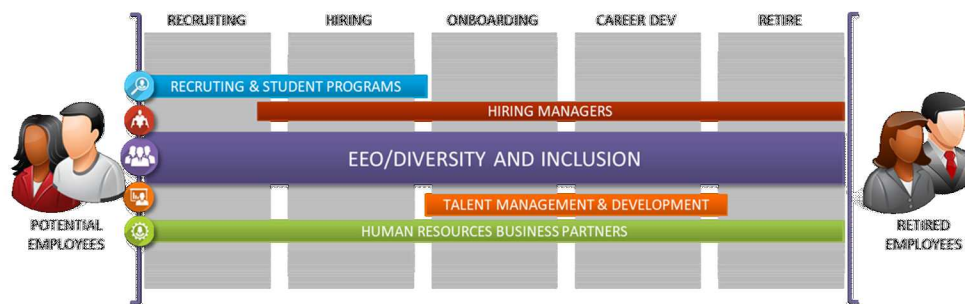 RECRUITING
HIRING
ONBOARDING
CAREER DEV
RETIRE
RECRUTING & STUDENT PROGRAMS
HIRING MANAGERS
EEO/DIVERSITY AND INCLUSION
TALENT MANAGEMENT & DEVELOPMENT
HUMAN RESOURCES BUSINESS PARTNERS
POTENTIAL
EMPLOYEES
RETIRED
EMPLOYEES